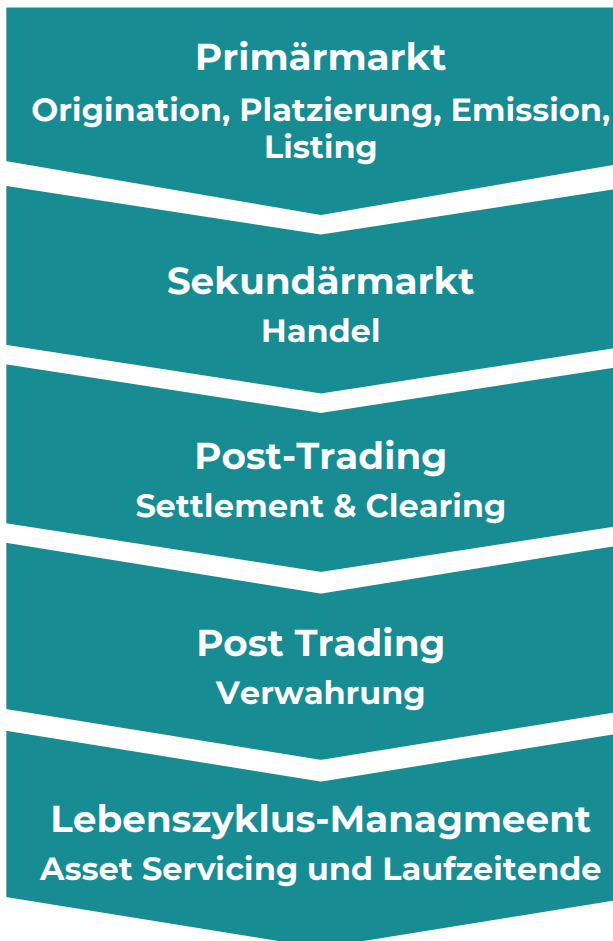 Primärmarkt
Origination, Platzierung, Emission,
Listing
Sekundärmarkt
Handel
Post-Trading
Settlement & Clearing
Post Trading
Verwahrung
Lebenszyklus-Managmeent
Asset Servicing und Laufzeitende